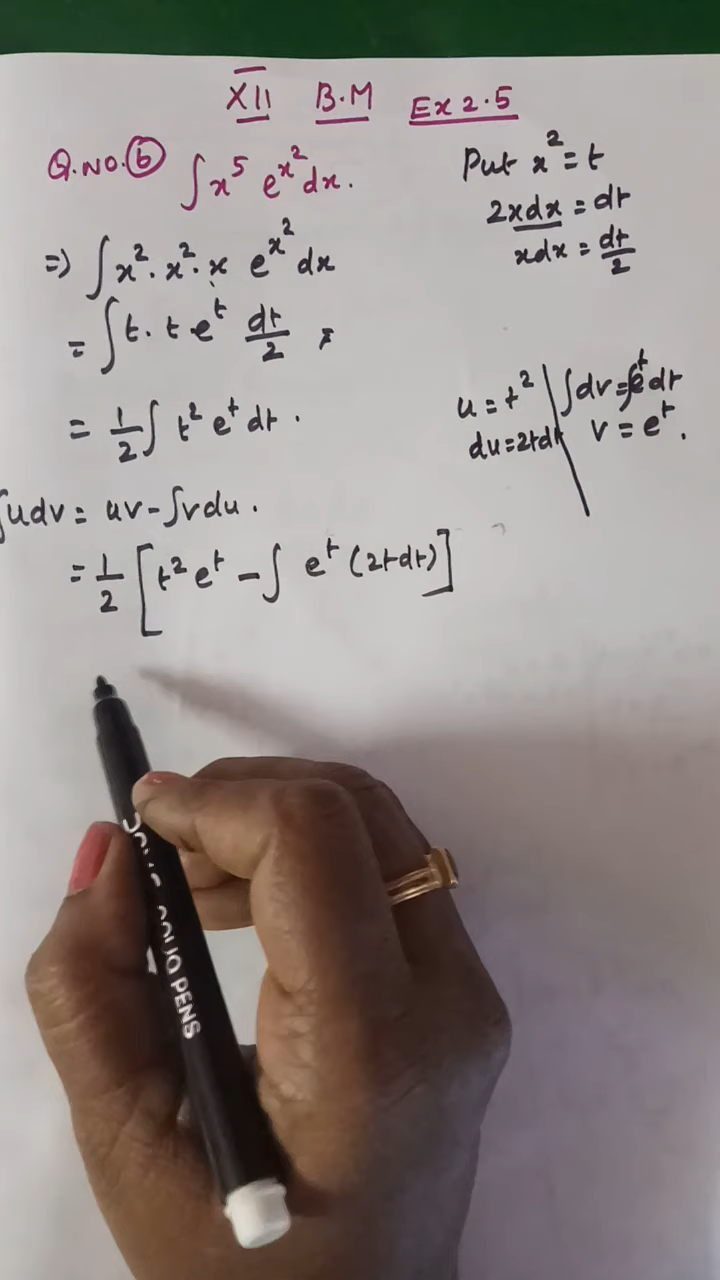 XII B.M Ex 2.5
Q.NO.⑥ ∫x⁵ e^{x²} dx.
Put x² = t
2xdx = dt
xdx = dt/2
=> ∫x². x². x e^{x²} dx
= ∫t. t. e^t dt/2
= 1/2 ∫ t² e^t dt.
u = t² | ∫dv = ∫e^t dt
du = 2tdt | v = e^t.
∫udv = uv - ∫vdu.
= 1/2 [t² e^t - ∫ e^t (2tdt)]
PENS